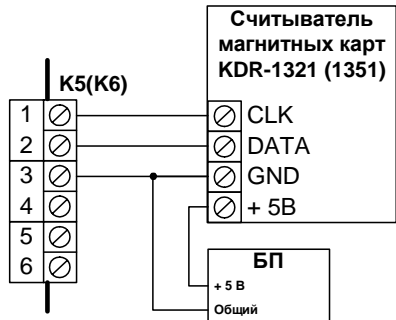 Считыватель
магнитных карт
KDR-1321 (1351)
K5(K6)
1
2
3
4
5
6
CLK
DATA
GND
+ 5В
БП
+ 5 В
Общий